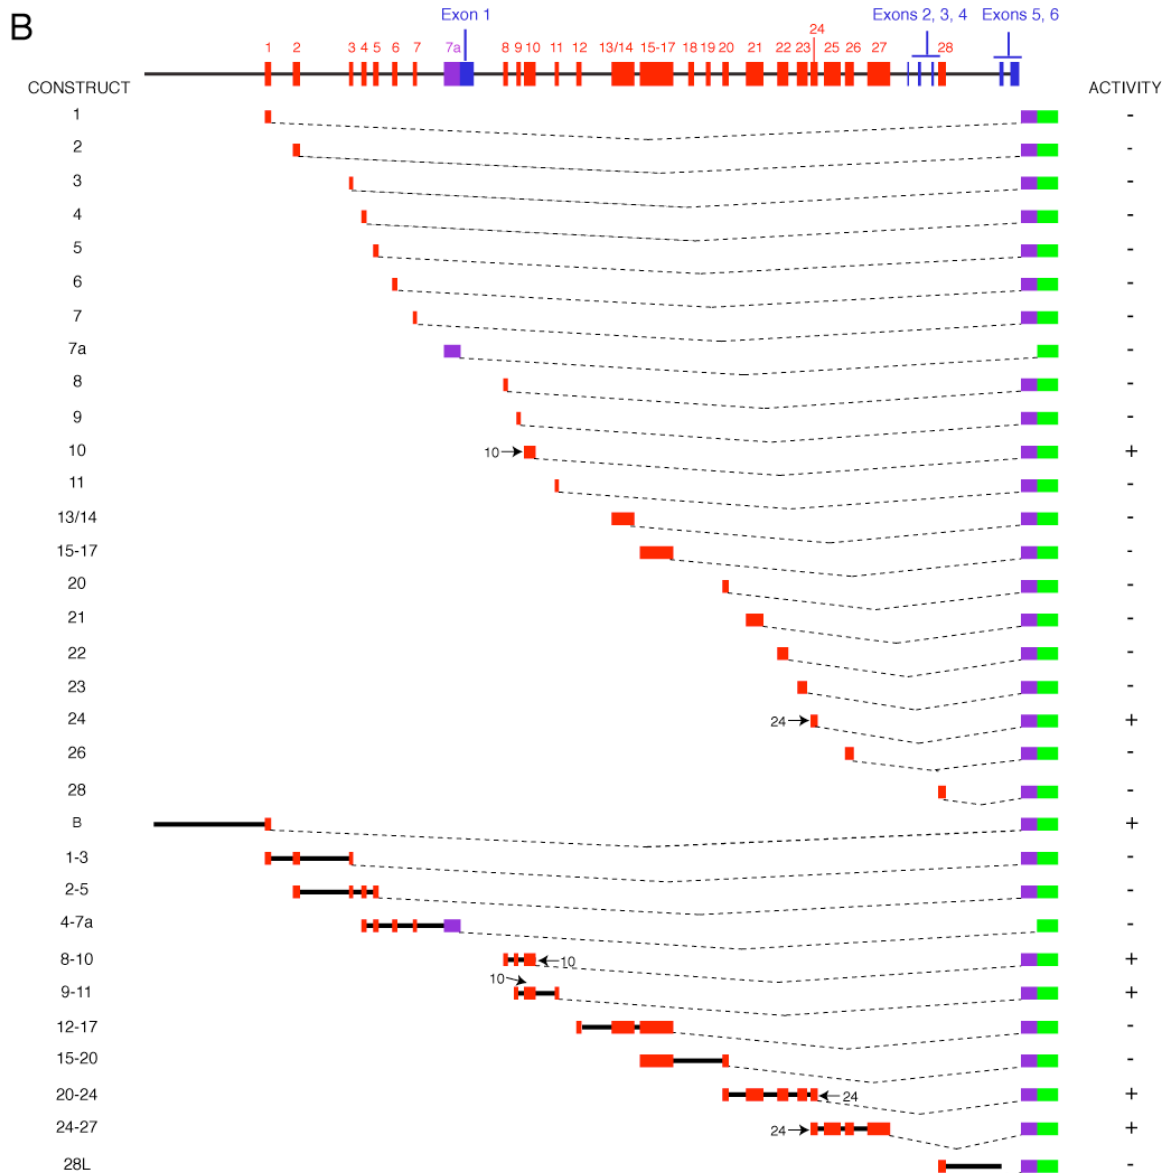 B
Exon 1
Exons 2, 3, 4
Exons 5, 6
24
1 2 3 4 5 6 7 7a 8 9 10 11 12 13/14 15-17 18 19 20 21 22 23 25 26 27 28
CONSTRUCT ACTIVITY
1 -
2 -
3 -
4 -
5 -
6 -
7 -
7a -
8 -
9 -
10 10 +
11 -
13/14 -
15-17 -
20 -
21 -
22 -
23 -
24 24 +
26 -
28 -
B +
1-3 -
2-5 -
4-7a -
8-10 10 +
9-11 10 +
12-17 -
15-20 -
20-24 24 +
24-27 24 +
28L -